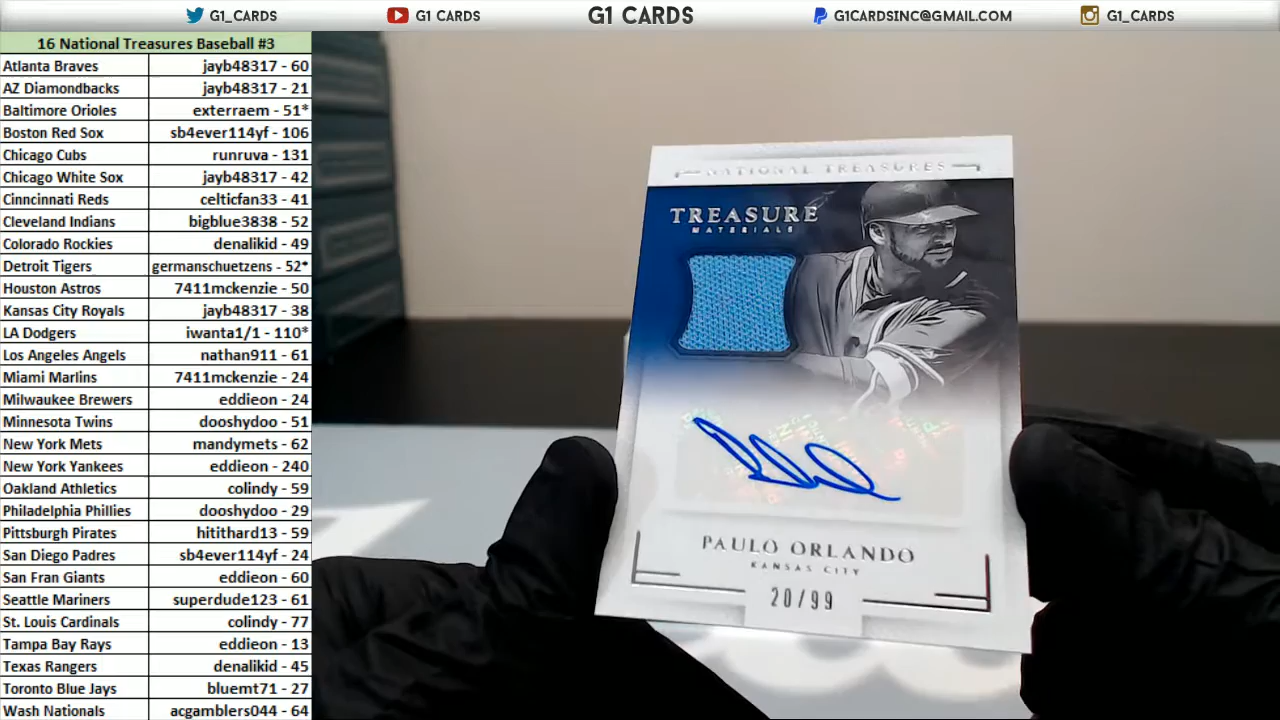 G1_CARDS
G1 CARDS
G1 CARDS
G1CARDSINC@GMAIL.COM
G1_CARDS
16 National Treasures Baseball #3
Atlanta Braves jayb48317 - 60
AZ Diamondbacks jayb48317 - 21
Baltimore Orioles exterraem - 51*
Boston Red Sox sb4ever114yf - 106
Chicago Cubs runruva - 131
Chicago White Sox jayb48317 - 42
Cinncinati Reds celticfan33 - 41
Cleveland Indians bigblue3838 - 52
Colorado Rockies denalikid - 49
Detroit Tigers germanschuetzens - 52*
Houston Astros 7411mckenzie - 50
Kansas City Royals jayb48317 - 38
LA Dodgers iwanta1/1 - 110*
Los Angeles Angels nathan911 - 61
Miami Marlins 7411mckenzie - 24
Milwaukee Brewers eddieon - 24
Minnesota Twins dooshydoo - 51
New York Mets mandymets - 62
New York Yankees eddieon - 240
Oakland Athletics colindy - 59
Philadelphia Phillies dooshydoo - 29
Pittsburgh Pirates hitithard13 - 59
San Diego Padres sb4ever114yf - 24
San Fran Giants eddieon - 60
Seattle Mariners superdude123 - 61
St. Louis Cardinals colindy - 77
Tampa Bay Rays eddieon - 13
Texas Rangers denalikid - 45
Toronto Blue Jays bluemt71 - 27
Wash Nationals acgamblers044 - 64
NATIONAL TREASURES
TREASURE
MATERIALS
PAULO ORLANDO
KANSAS CITY
20/99